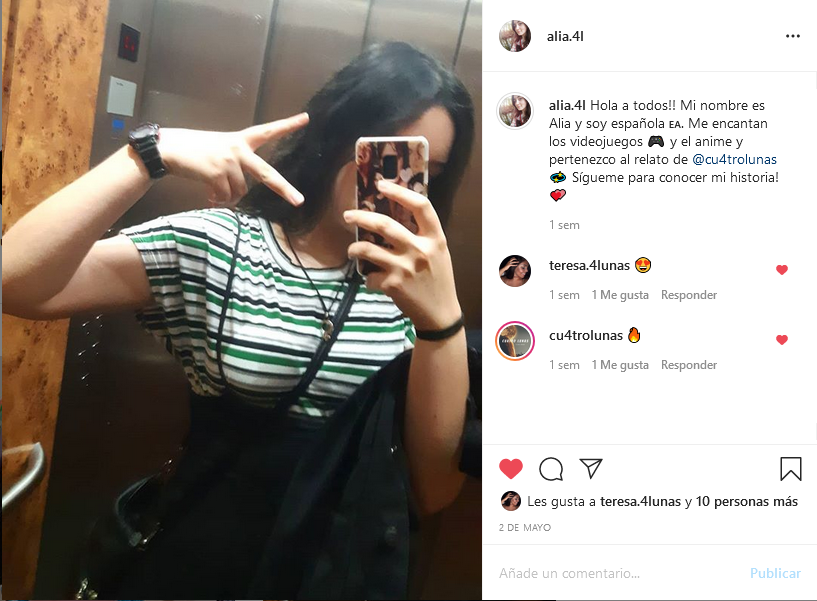 alia.4l
alia.4l Hola a todos!! Mi nombre es
Alia y soy española ᴇᴀ. Me encantan
los videojuegos 🎮 y el anime y
pertenezco al relato de @cu4trolunas
💫 Sígueme para conocer mi historia!
💕
1 sem
teresa.4lunas 😍
1 sem 1 Me gusta Responder
cu4trolunas 🔥
1 sem 1 Me gusta Responder
Les gusta a teresa.4lunas y 10 personas más
2 DE MAYO
Añade un comentario... Publicar